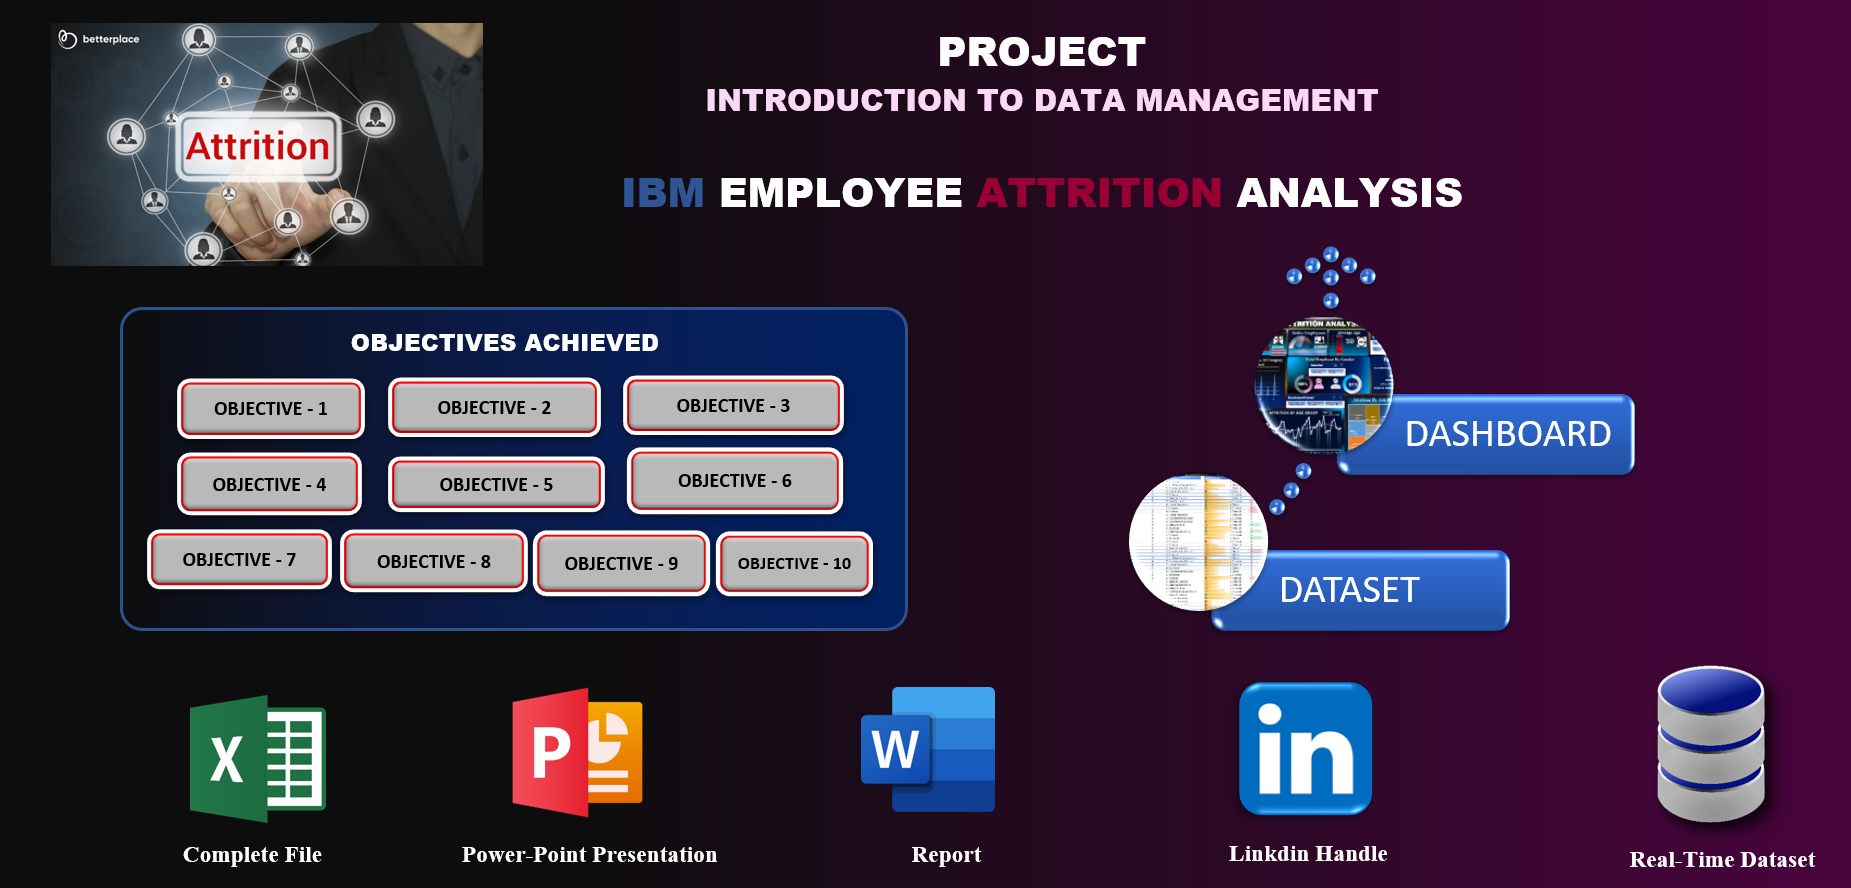 betterplace
Attrition
PROJECT
INTRODUCTION TO DATA MANAGEMENT
IBM EMPLOYEE ATTRITION ANALYSIS
OBJECTIVES ACHIEVED
OBJECTIVE - 1
OBJECTIVE - 2
OBJECTIVE - 3
OBJECTIVE - 4
OBJECTIVE - 5
OBJECTIVE - 6
OBJECTIVE - 7
OBJECTIVE - 8
OBJECTIVE - 9
OBJECTIVE - 10
DASHBOARD
DATASET
X
P
W
in
Complete File
Power-Point Presentation
Report
Linkdin Handle
Real-Time Dataset